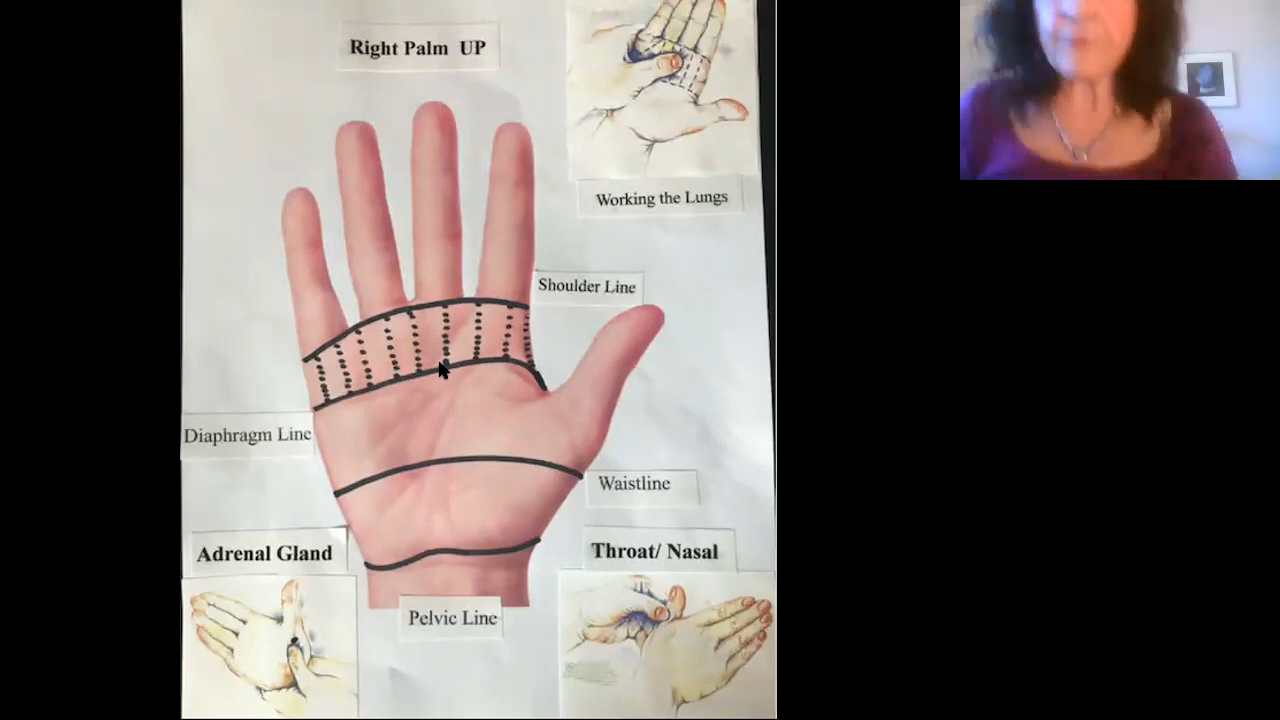 Right Palm UP
Working the Lungs
Shoulder Line
Diaphragm Line
Waistline
Adrenal Gland
Throat/ Nasal
Pelvic Line